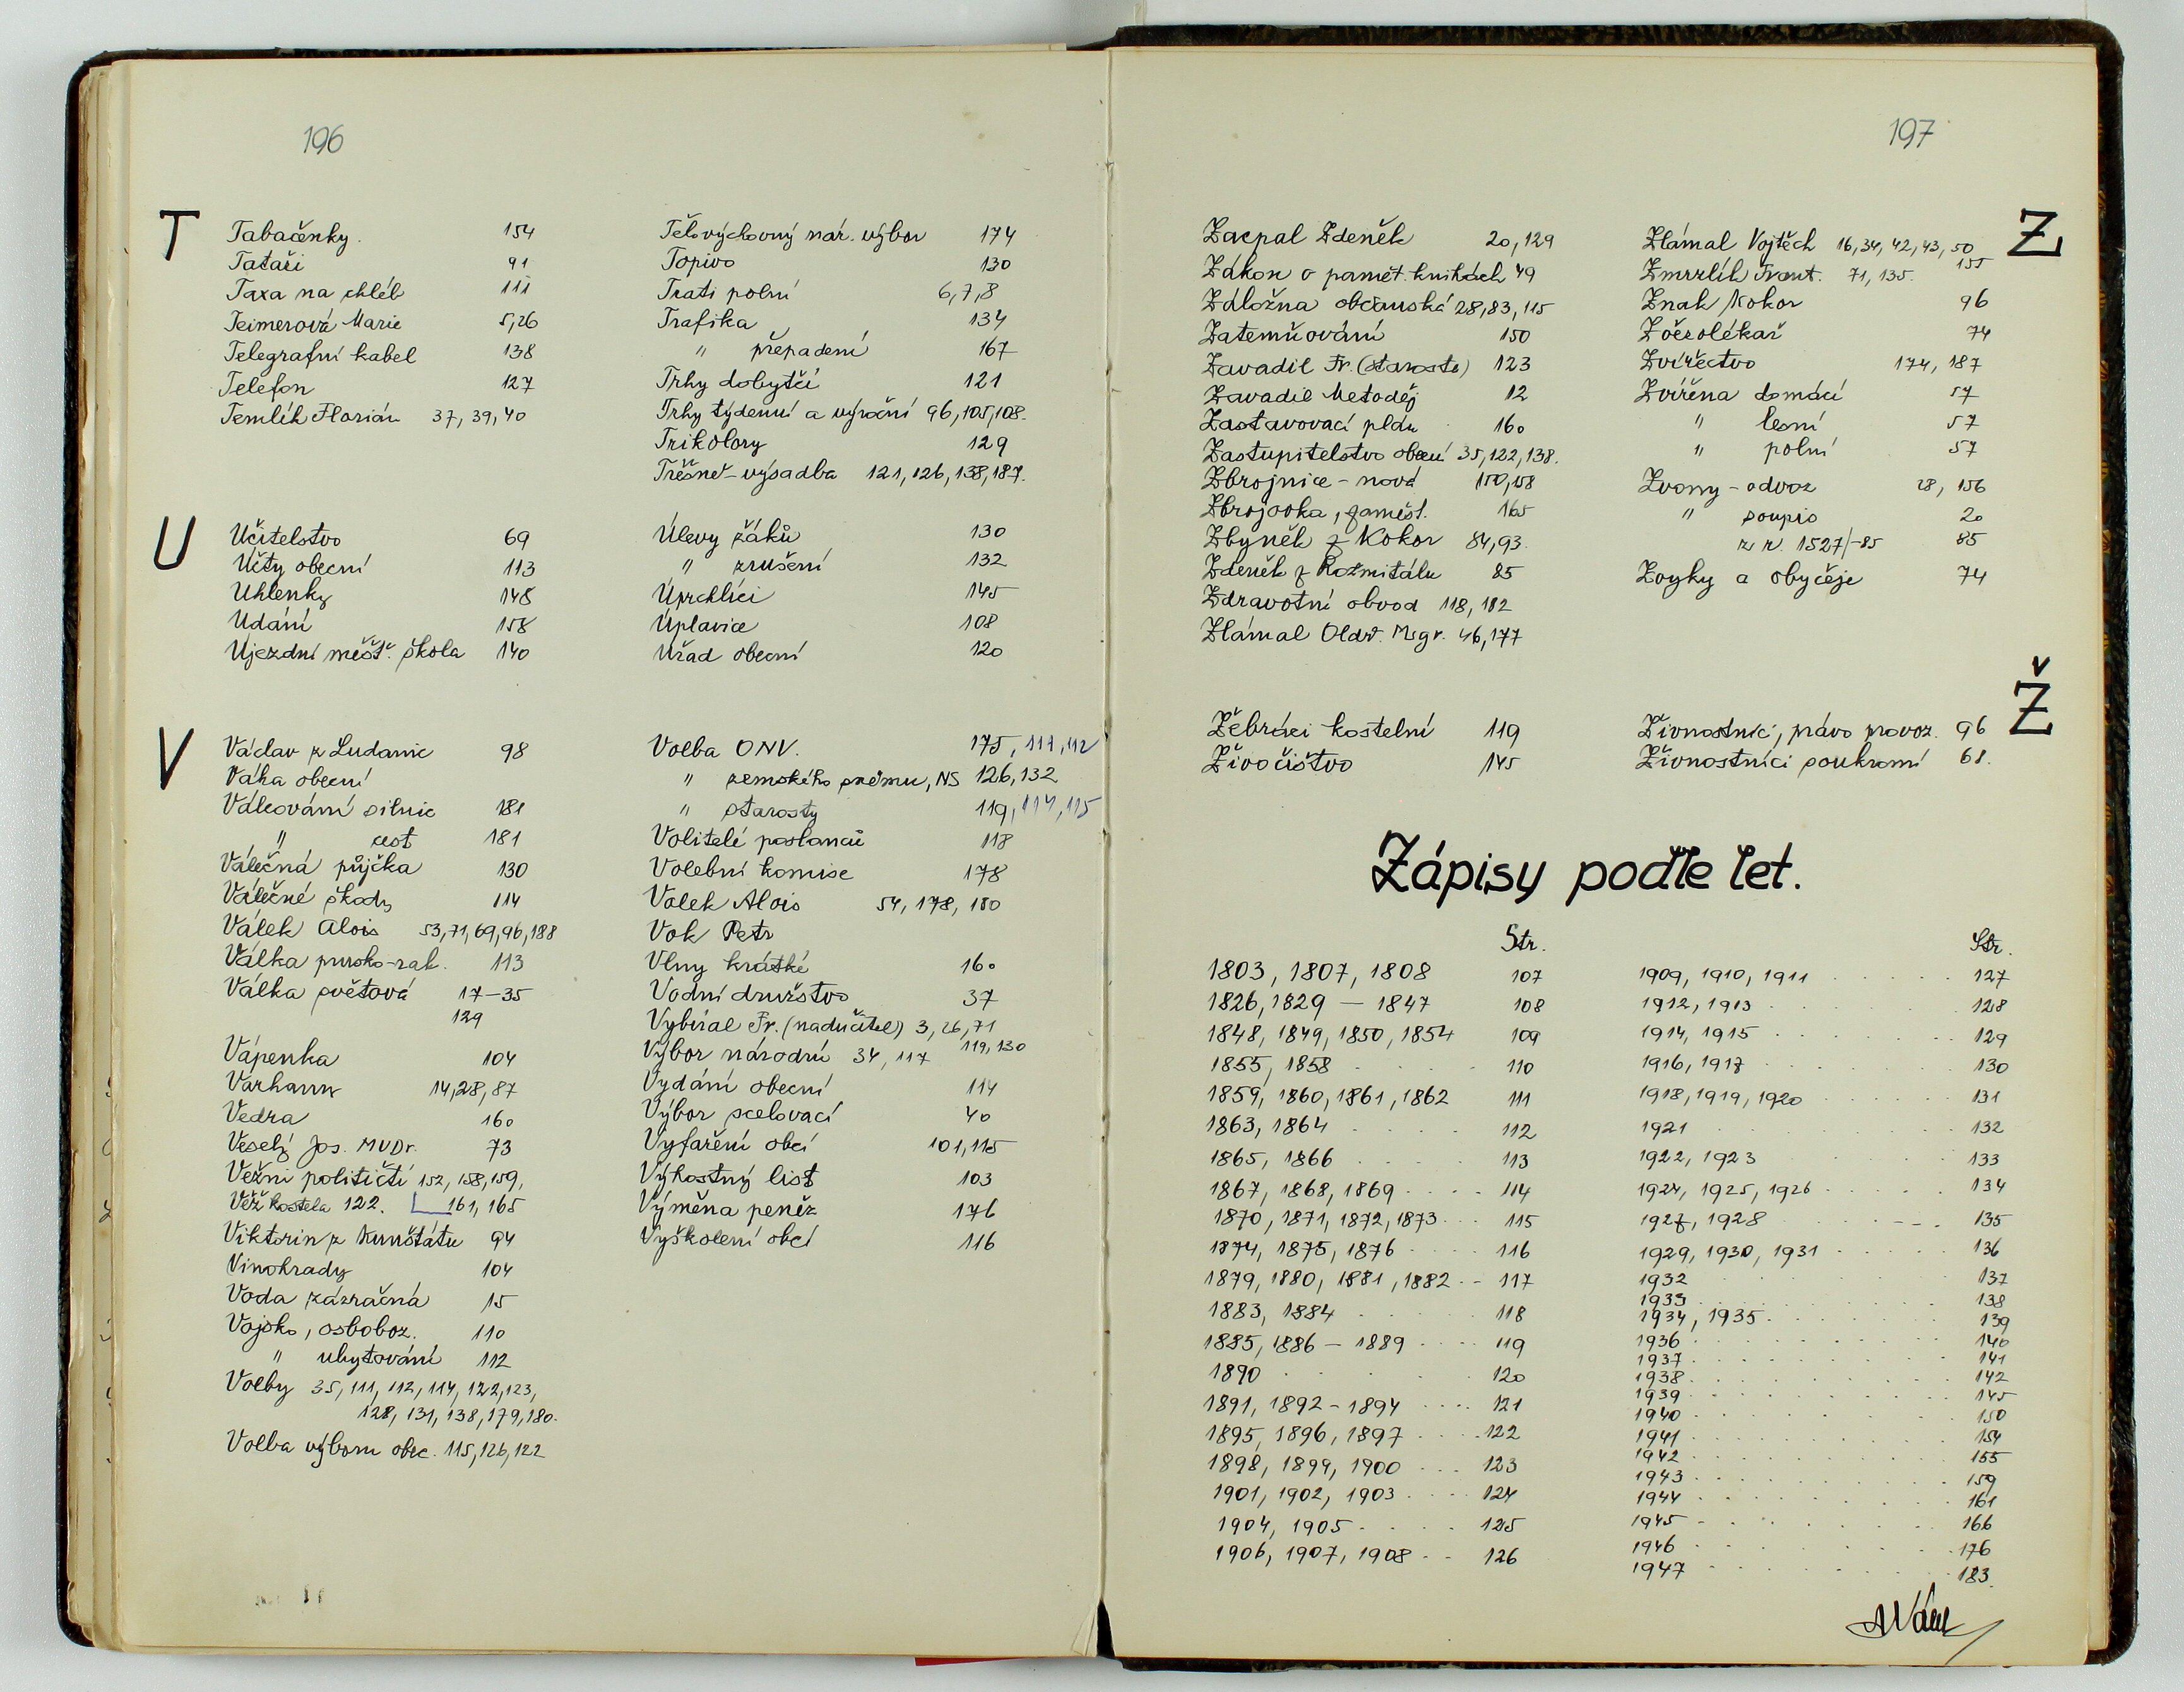 196
T
Tabačenky. 154
Tataři 91
Taxa na chléb 111
Teimerová Marie 5,26
Telegrafní kabel 138
Telefon 127
Temlík Florián 37, 39, 40
Tělovýchovný nár. výbor 174
Topivo 130
Trati polní 6,7,8
Trafika 134
" přepadení 167
Trhy dobytčí 121
Trhy týdenní a výroční 96,105,108.
Trikolory 129
Třešně-výsadba 121, 126, 138, 187.
U
Učitelstvo 69
Účty obecní 113
Uhlenky 148
Udání 158
Újezdní měšť. škola 140
Úlevy žáků 130
" zrušení 132
Uprchlíci 145
Úplavice 108
Úřad obecní 120
V
Václav z Ludanic 98
Váha obecní
Válcování silnic 181
" cest 181
Válečná půjčka 130
Válečné škody 114
Válek Alois 53,71,69,96,188
Válka prusko-rak. 113
Válka světová 17-35
129
Vápenka 104
Varhany 14,28,87
Vedra 160
Veselý Jos. MVDr. 73
Vězni političtí 152, 158, 159,
Věž kostela 122. 161, 165
Viktorin z Kunštátu 94
Vinohrady 104
Voda zázračná 15
Vojsko, osvoboz. 110
" ubytování 112
Volby 35, 111, 112, 114, 122, 123,
128, 131, 138, 179, 180.
Volba výboru obec. 115, 126, 122
Volba ONV. 175, 111, 112
" zemského sněmu, NS 126, 132
" starosty 119, 114, 115
Volitelé poslanců 118
Volební komise 178
Volek Alois 54, 178, 180
Vok Petr
Vlny krátké 160
Vodní družstvo 37
Vybíral Fr. (nadučitel) 3, 26, 71
Výbor národní 34, 117 119, 130
Vydání obecní 114
Výbor scelovací 40
Vyfaření obcí 101, 115
Výhostný list 103
Výměna peněz 176
Vyškolení obcí 116
197
Z
Zacpal Zdeněk 20, 129
Zákon o pamět. knihách 49
Záložna občanská 28, 83, 115
Zatemňování 150
Zavadil Fr. (starosta) 123
Zavadil Metoděj 12
Zastavovací pldu 160
Zastupitelstvo obecní 35, 122, 138.
Zbrojnice - nová 150, 158
Zbrojovka, zaměst. 165
Zbyněk z Kokor 84, 93
Zdeněk z Rožmitálu 85
Zdravotní obvod 118, 182
Zlámal Oldř. Msgr. 46, 177
Zlámal Vojtěch 16, 34, 42, 43, 50
155
Zmrzlík Frant. 71, 135.
Znak Kokor 96
Zvěrolékař 74
Zvířectvo 174, 187
Zvířena domácí 57
" lesní 57
" polní 57
Zvony - odvoz 28, 156
" soupis 20
z r. 1527/-85 85
Zvyky a obyčeje 74
Ž
Žebráci kostelní 119
Živočišstvo 145
Živnostníci, právo provoz. 96
Živnostníci soukromí 68.
Zápisy podle let.
Str.
1803, 1807, 1808 107
1826, 1829 - 1847 108
1848, 1849, 1850, 1854 109
1855, 1858 110
1859, 1860, 1861, 1862 111
1863, 1864 112
1865, 1866 113
1867, 1868, 1869 114
1870, 1871, 1872, 1873 115
1874, 1875, 1876 116
1879, 1880, 1881, 1882 117
1883, 1884 118
1885, 1886 - 1889 119
1890 120
1891, 1892 - 1894 121
1895, 1896, 1897 122
1898, 1899, 1900 123
1901, 1902, 1903 124
1904, 1905 125
1906, 1907, 1908 126
Str.
1909, 1910, 1911 127
1912, 1913 128
1914, 1915 129
1916, 1917 130
1918, 1919, 1920 131
1921 132
1922, 1923 133
1924, 1925, 1926 134
1927, 1928 135
1929, 1930, 1931 136
1932 137
1933 138
1934, 1935 139
1936 140
1937 141
1938 142
1939 145
1940 150
1941 154
1942 155
1943 159
1944 161
1945 166
1946 176
1947 183.